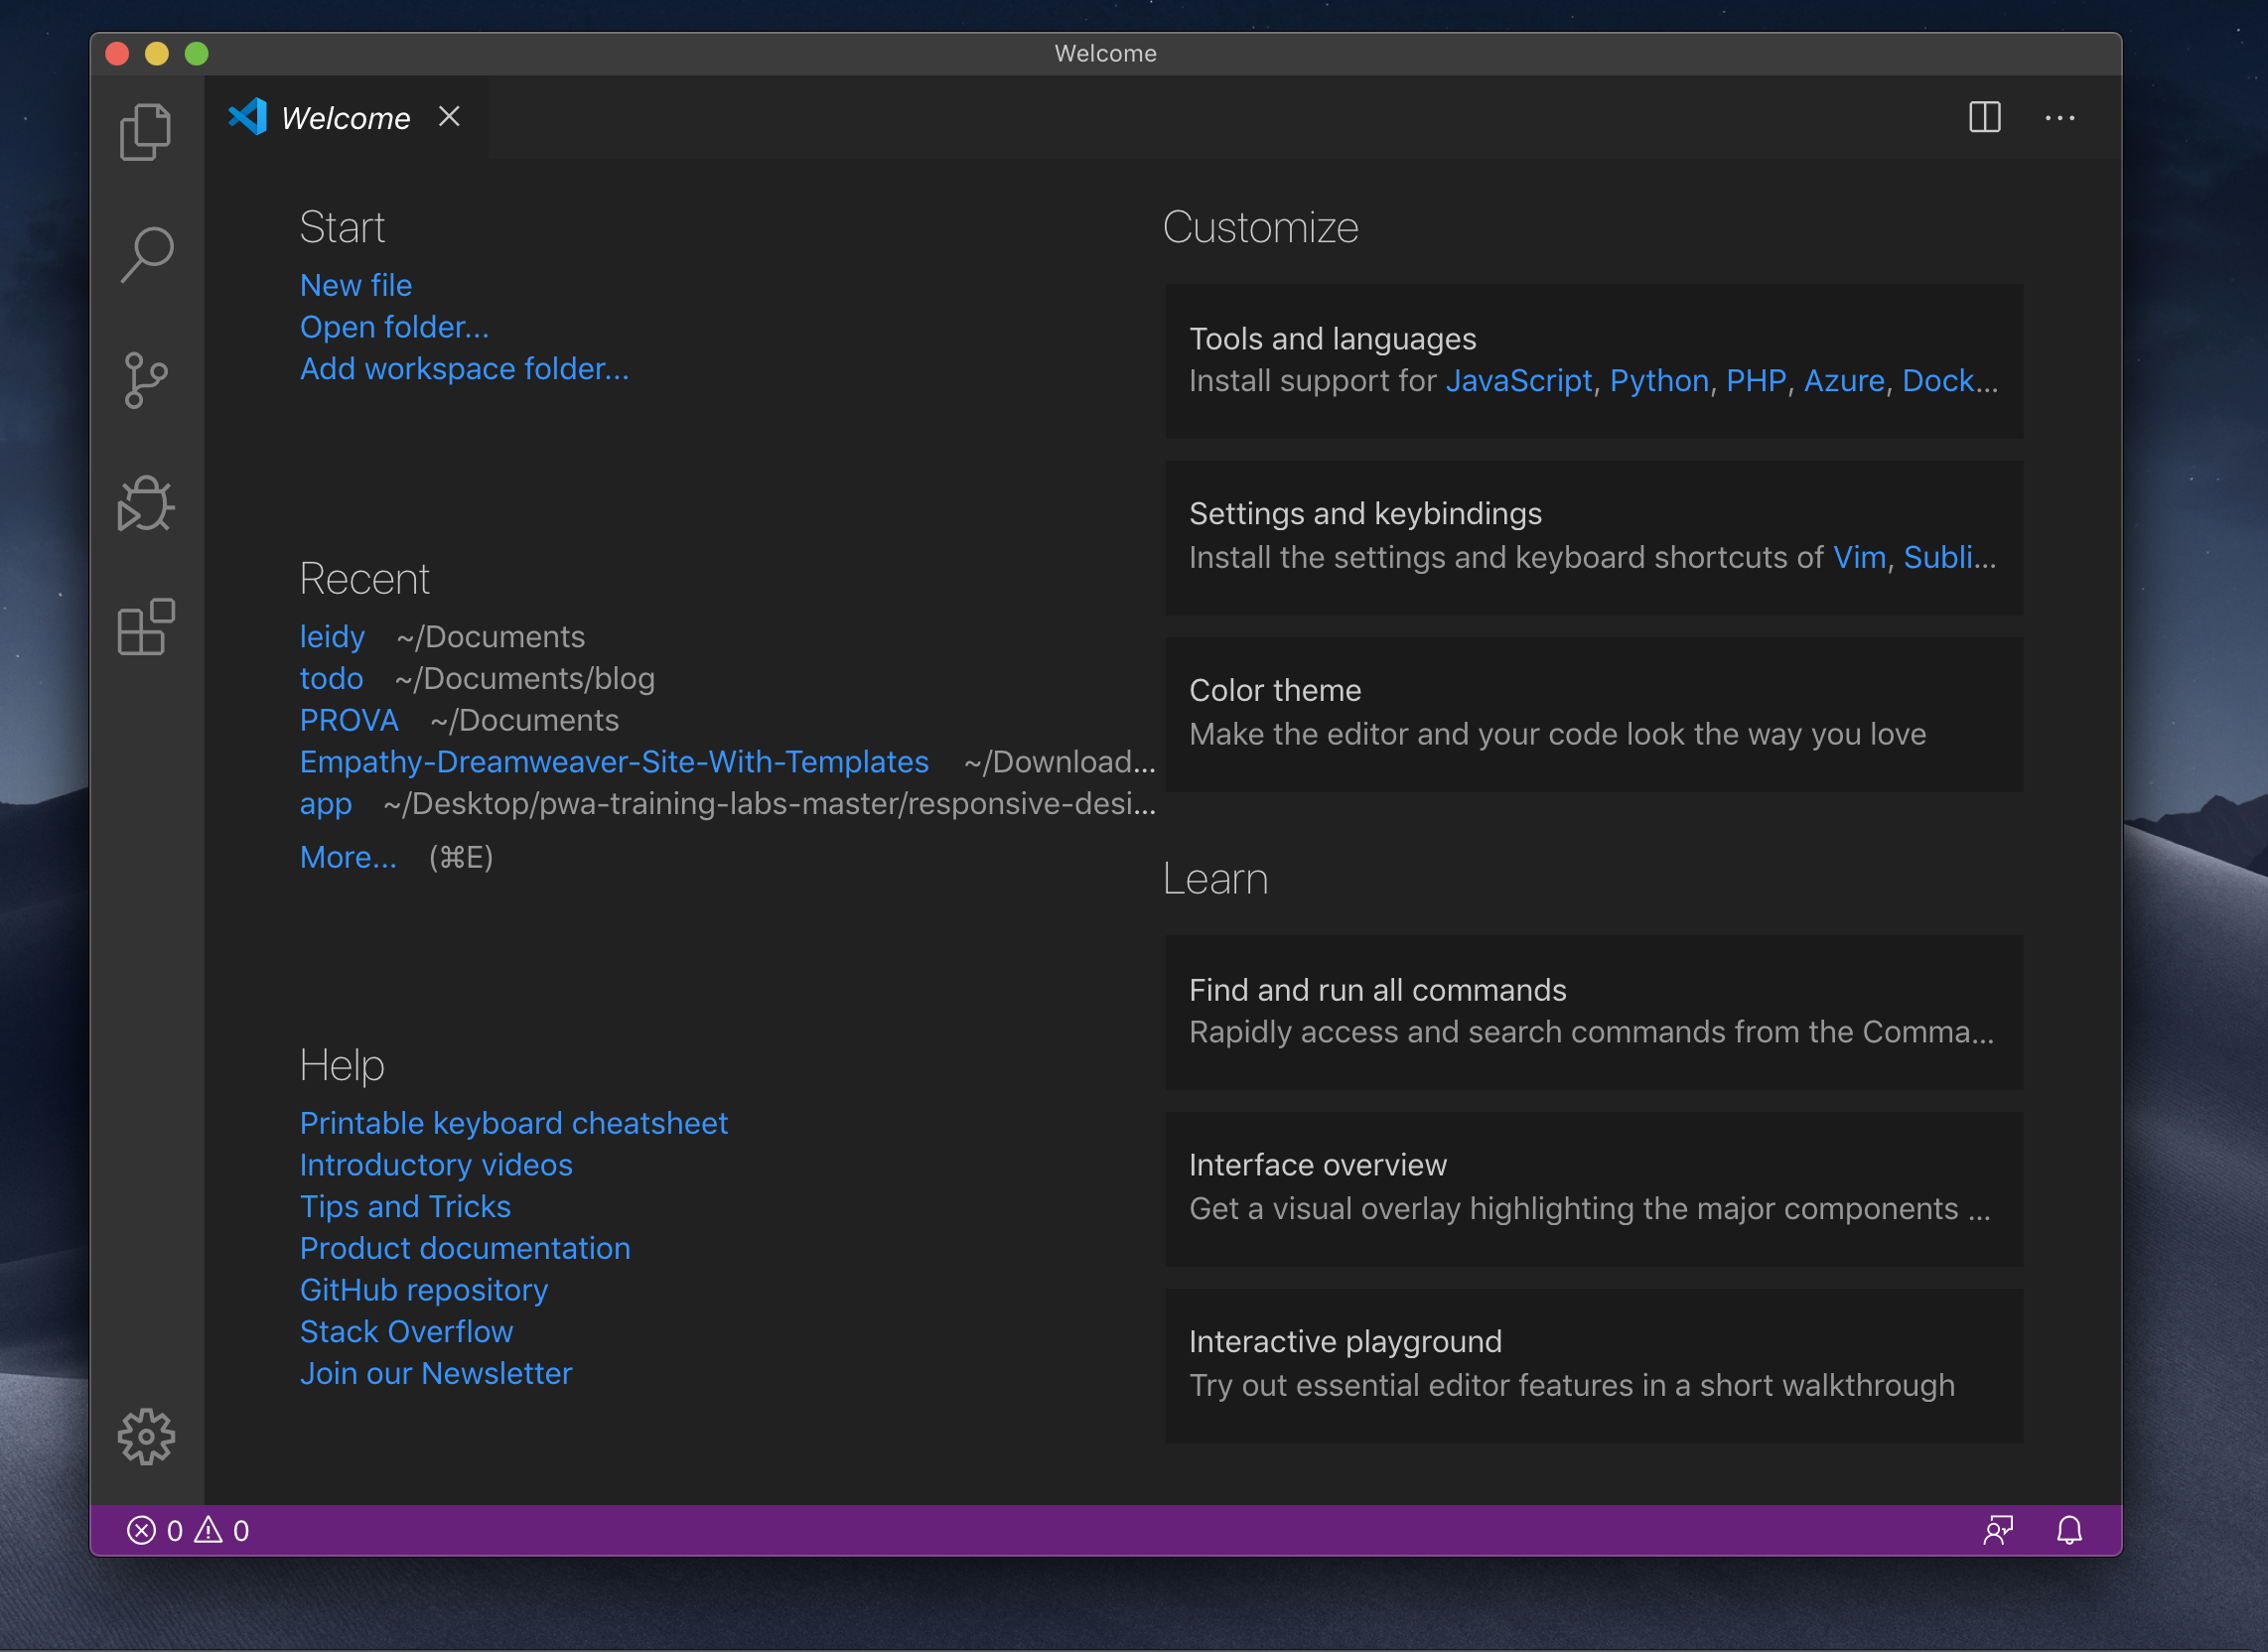 Welcome
Welcome
Start
New file
Open folder...
Add workspace folder...
Recent
leidy ~/Documents
todo ~/Documents/blog
PROVA ~/Documents
Empathy-Dreamweaver-Site-With-Templates ~/Download...
app ~/Desktop/pwa-training-labs-master/responsive-desi...
More... (⌘E)
Help
Printable keyboard cheatsheet
Introductory videos
Tips and Tricks
Product documentation
GitHub repository
Stack Overflow
Join our Newsletter
Customize
Tools and languages
Install support for JavaScript, Python, PHP, Azure, Dock...
Settings and keybindings
Install the settings and keyboard shortcuts of Vim, Subli...
Color theme
Make the editor and your code look the way you love
Learn
Find and run all commands
Rapidly access and search commands from the Comma...
Interface overview
Get a visual overlay highlighting the major components ...
Interactive playground
Try out essential editor features in a short walkthrough
0 0